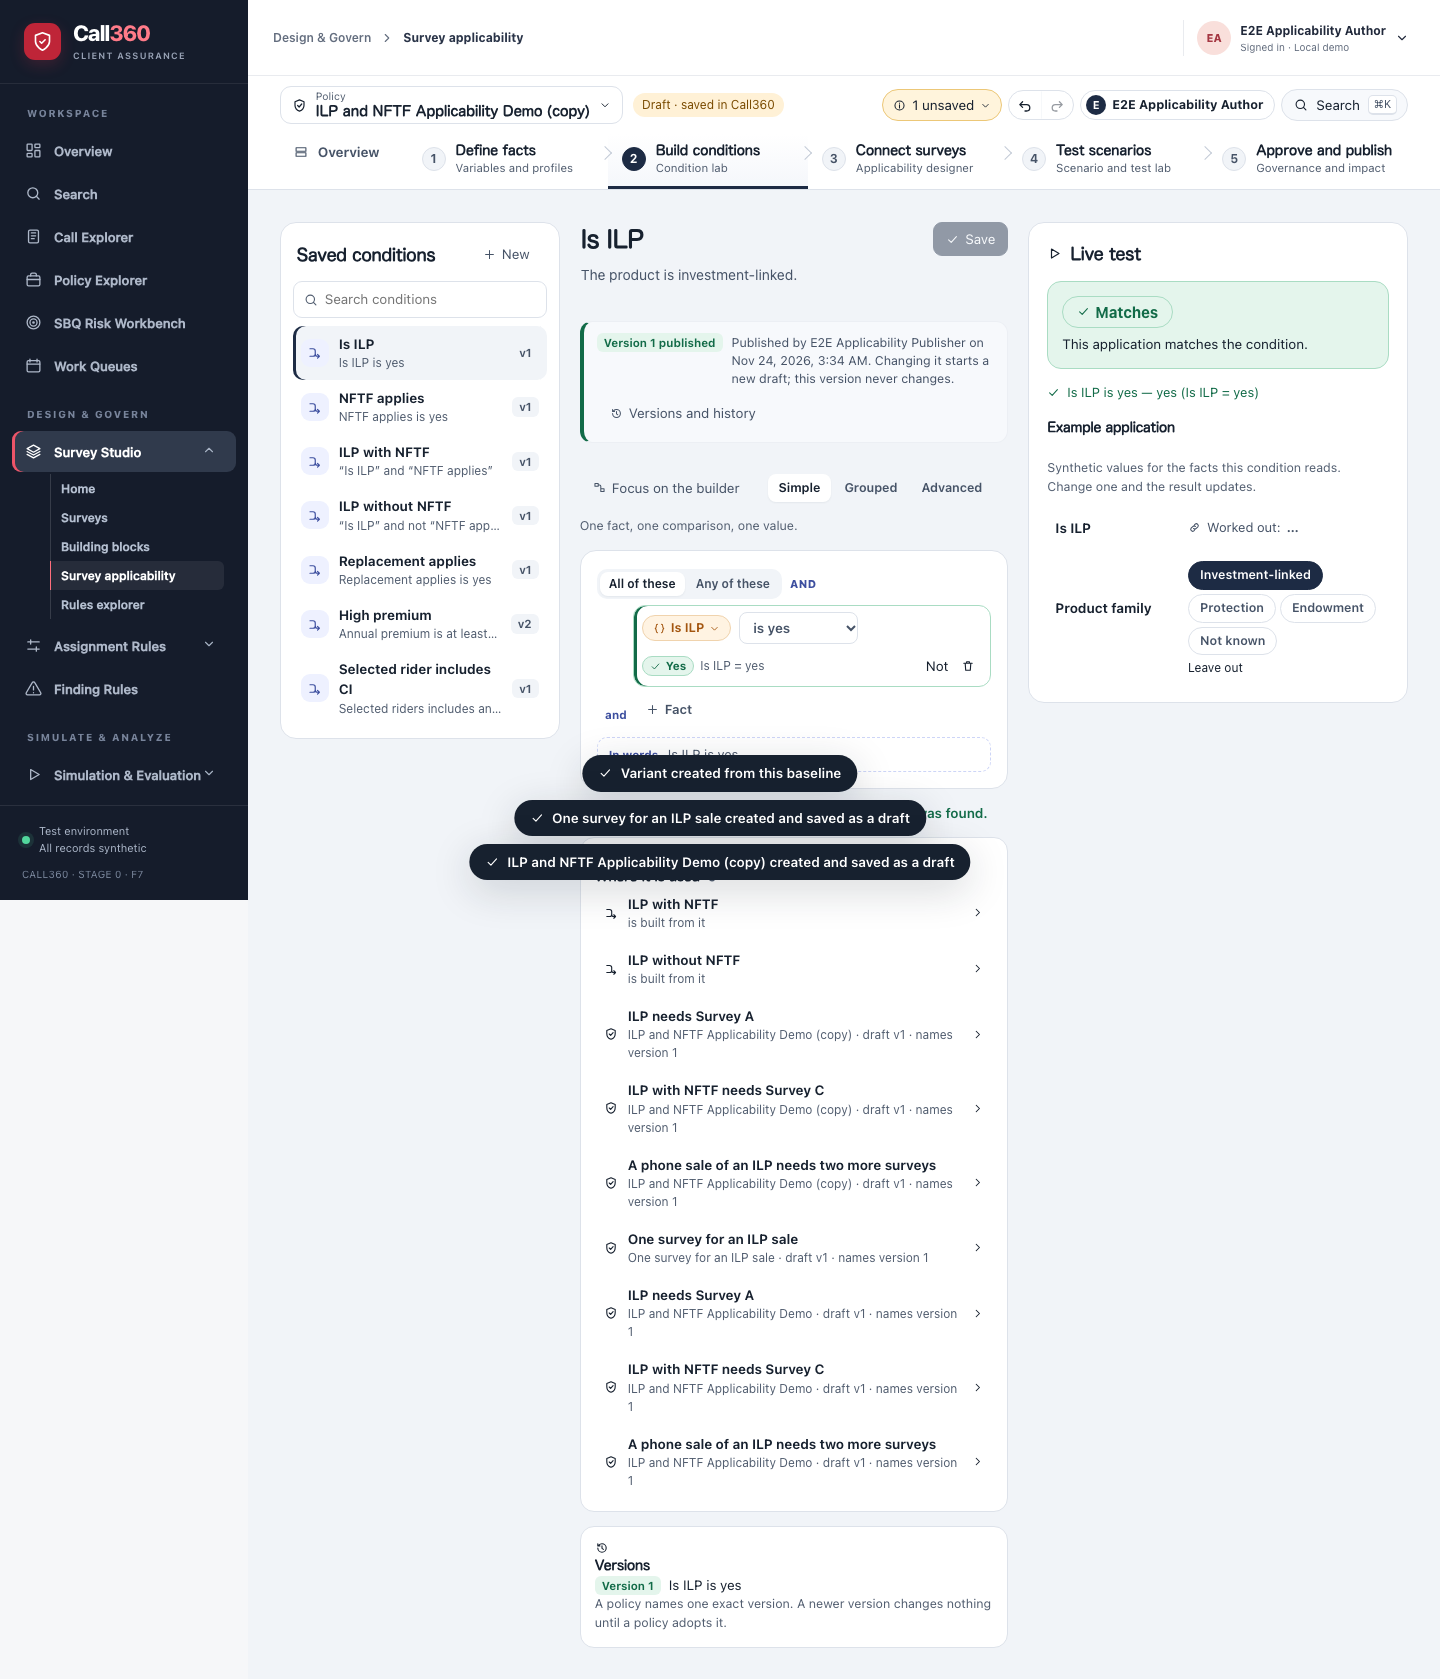 Call360
CLIENT ASSURANCE
WORKSPACE
Overview
Search
Call Explorer
Policy Explorer
SBQ Risk Workbench
Work Queues
DESIGN & GOVERN
Survey Studio
Home
Surveys
Building blocks
Survey applicability
Rules explorer
Assignment Rules
Finding Rules
SIMULATE & ANALYZE
Simulation & Evaluation
Test environment
All records synthetic
CALL360 · STAGE 0 · F7
Design & Govern
Survey applicability
EA
E2E Applicability Author
Signed in · Local demo
Policy
ILP and NFTF Applicability Demo (copy)
Draft · saved in Call360
1 unsaved
E
E2E Applicability Author
Search
⌘K
Overview
1
Define facts
Variables and profiles
2
Build conditions
Condition lab
3
Connect surveys
Applicability designer
4
Test scenarios
Scenario and test lab
5
Approve and publish
Governance and impact
Saved conditions
New
Search conditions
Is ILP
Is ILP is yes
v1
NFTF applies
NFTF applies is yes
v1
ILP with NFTF
“Is ILP” and “NFTF applies”
v1
ILP without NFTF
“Is ILP” and not “NFTF app...
v1
Replacement applies
Replacement applies is yes
v1
High premium
Annual premium is at least...
v2
Selected rider includes
CI
Selected riders includes an...
v1
Is ILP
Save
The product is investment-linked.
Version 1 published
Published by E2E Applicability Publisher on
Nov 24, 2026, 3:34 AM. Changing it starts a
new draft; this version never changes.
Versions and history
Focus on the builder
Simple
Grouped
Advanced
One fact, one comparison, one value.
All of these
Any of these
AND
Is ILP
is yes
Yes
Is ILP = yes
Not
and
Fact
In words
Is ILP is yes
Variant created from this baseline
was found.
One survey for an ILP sale created and saved as a draft
ILP and NFTF Applicability Demo (copy) created and saved as a draft
Where it is used
ILP with NFTF
is built from it
ILP without NFTF
is built from it
ILP needs Survey A
ILP and NFTF Applicability Demo (copy) · draft v1 · names
version 1
ILP with NFTF needs Survey C
ILP and NFTF Applicability Demo (copy) · draft v1 · names
version 1
A phone sale of an ILP needs two more surveys
ILP and NFTF Applicability Demo (copy) · draft v1 · names
version 1
One survey for an ILP sale
One survey for an ILP sale · draft v1 · names version 1
ILP needs Survey A
ILP and NFTF Applicability Demo · draft v1 · names version
1
ILP with NFTF needs Survey C
ILP and NFTF Applicability Demo · draft v1 · names version
1
A phone sale of an ILP needs two more surveys
ILP and NFTF Applicability Demo · draft v1 · names version
1
Versions
Version 1
Is ILP is yes
A policy names one exact version. A newer version changes nothing
until a policy adopts it.
Live test
Matches
This application matches the condition.
Is ILP is yes — yes (Is ILP = yes)
Example application
Synthetic values for the facts this condition reads.
Change one and the result updates.
Is ILP
Worked out: ...
Product family
Investment-linked
Protection
Endowment
Not known
Leave out